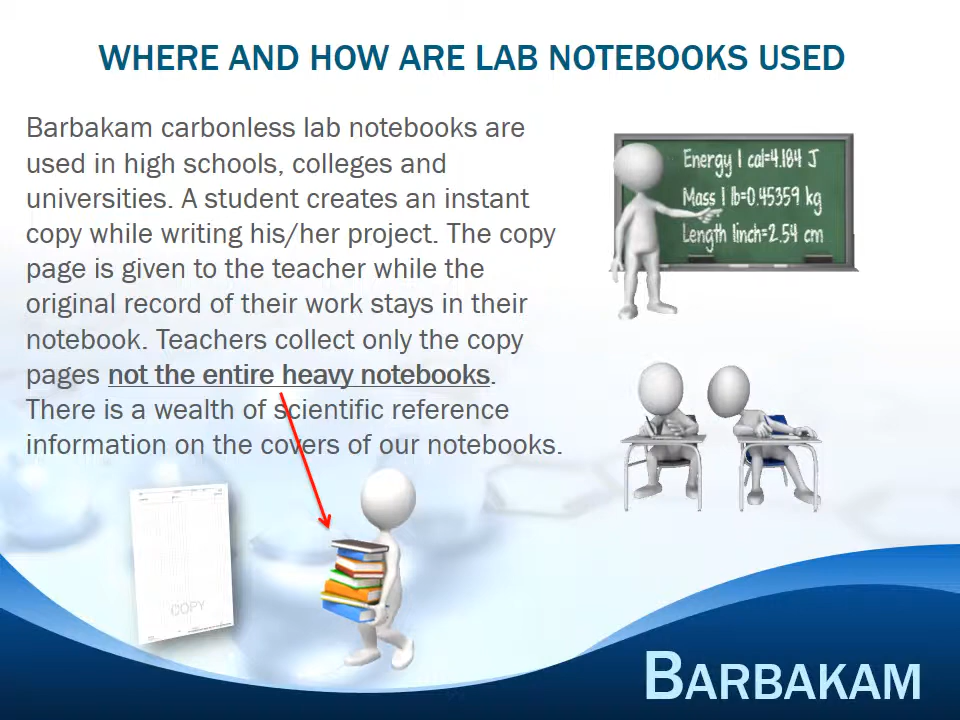 WHERE AND HOW ARE LAB NOTEBOOKS USED
Barbakam carbonless lab notebooks are
used in high schools, colleges and
universities. A student creates an instant
copy while writing his/her project. The copy
page is given to the teacher while the
original record of their work stays in their
notebook. Teachers collect only the copy
pages not the entire heavy notebooks.
There is a wealth of scientific reference
information on the covers of our notebooks.
Energy 1 cal=4.184 J
Mass 1 lb=0.45359 kg
Length 1inch=2.54 cm
COPY
BARBAKAM